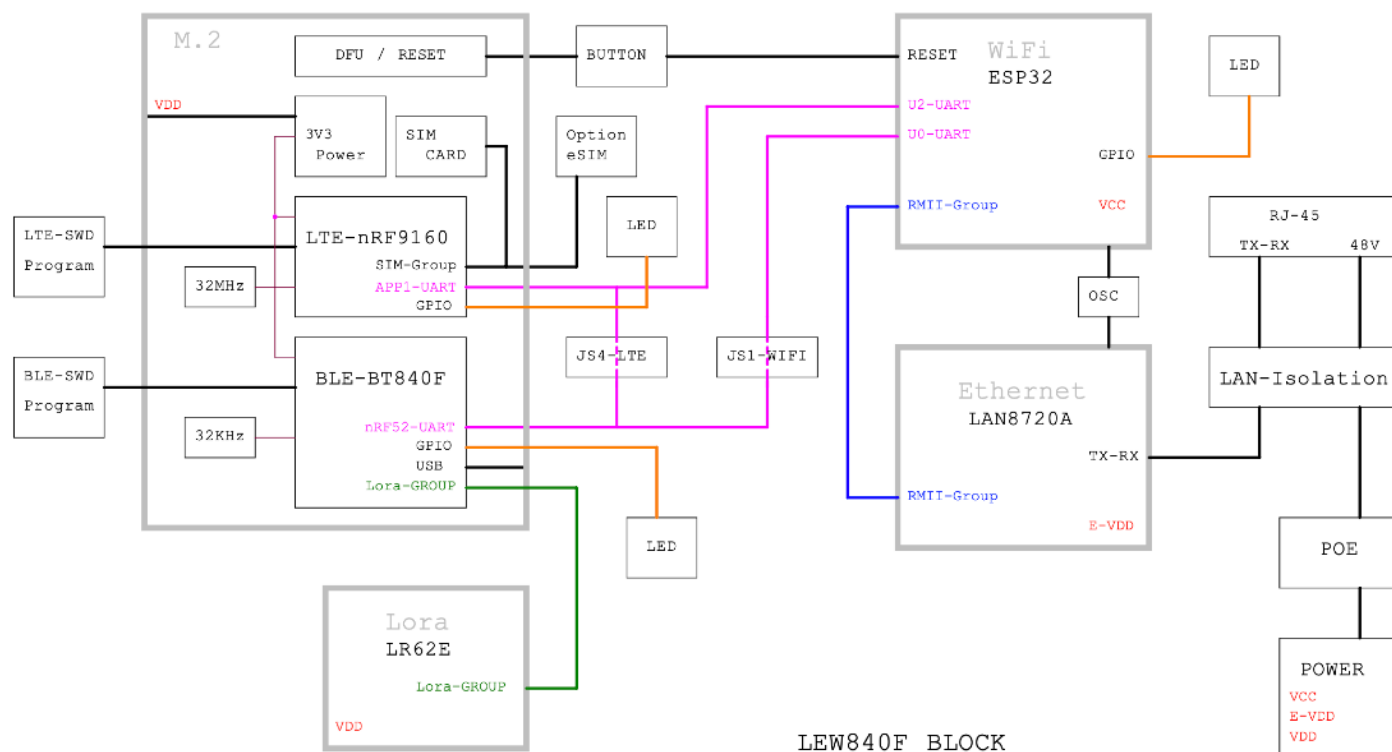 M.2
DFU / RESET
BUTTON
RESET
WiFi
ESP32
LED
VDD
U2-UART
U0-UART
3V3
Power
SIM
CARD
Option
eSIM
GPIO
RMII-Group
VCC
LED
RJ-45
TX-RX
48V
LTE-SWD
Program
LTE-nRF9160
SIM-Group
APP1-UART
GPIO
32MHz
OSC
JS4-LTE
JS1-WIFI
BLE-SWD
Program
BLE-BT840F
nRF52-UART
GPIO
USB
Lora-GROUP
32KHz
Ethernet
LAN8720A
TX-RX
RMII-Group
E-VDD
LAN-Isolation
LED
POE
Lora
LR62E
Lora-GROUP
VDD
POWER
VCC
E-VDD
VDD
LEW840F BLOCK